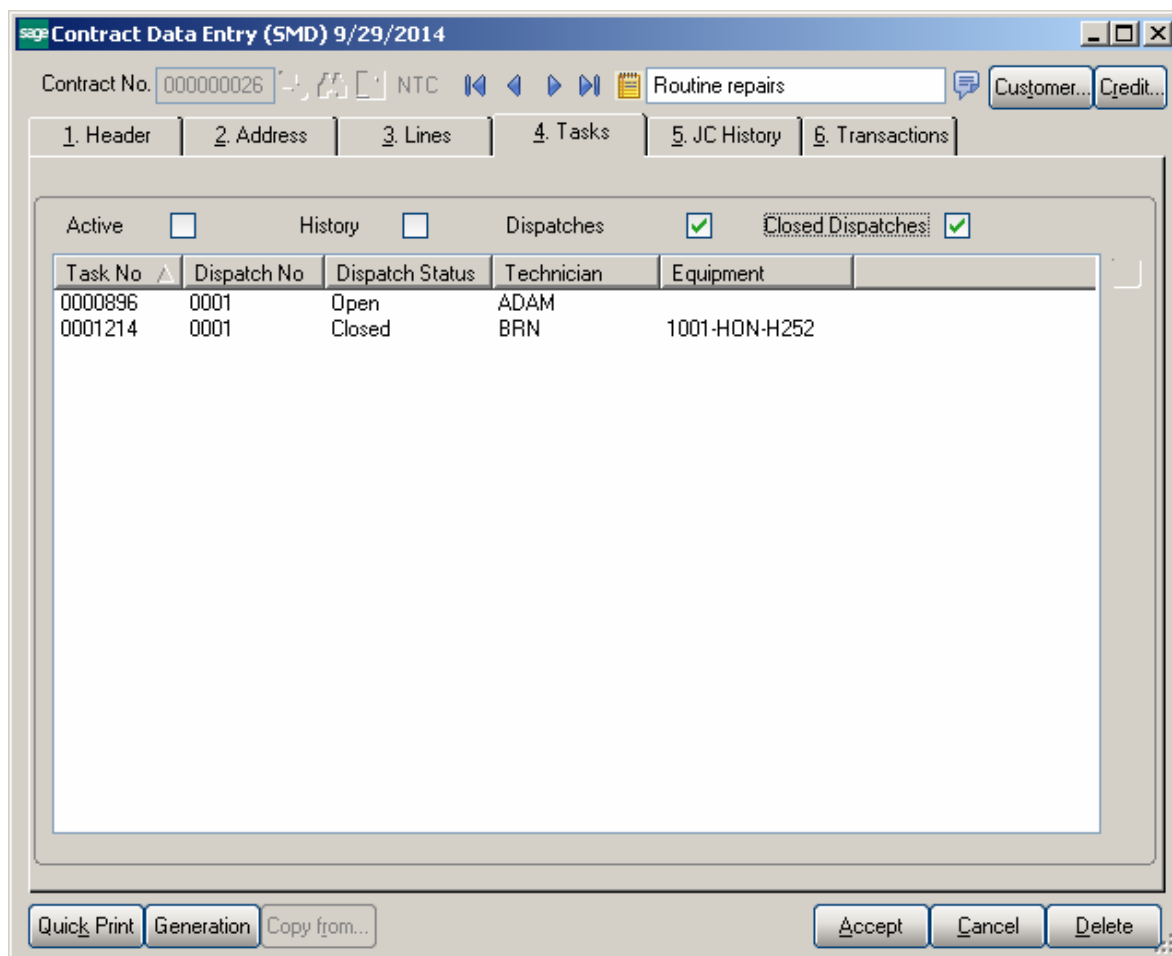 sage Contract Data Entry (SMD) 9/29/2014
Contract No. 000000026 NTC Routine repairs Customer... Credit...
1. Header 2. Address 3. Lines 4. Tasks 5. JC History 6. Transactions
Active History Dispatches Closed Dispatches
Task No Dispatch No Dispatch Status Technician Equipment
0000896 0001 Open ADAM
0001214 0001 Closed BRN 1001-HON-H252
Quick Print Generation Copy from... Accept Cancel Delete